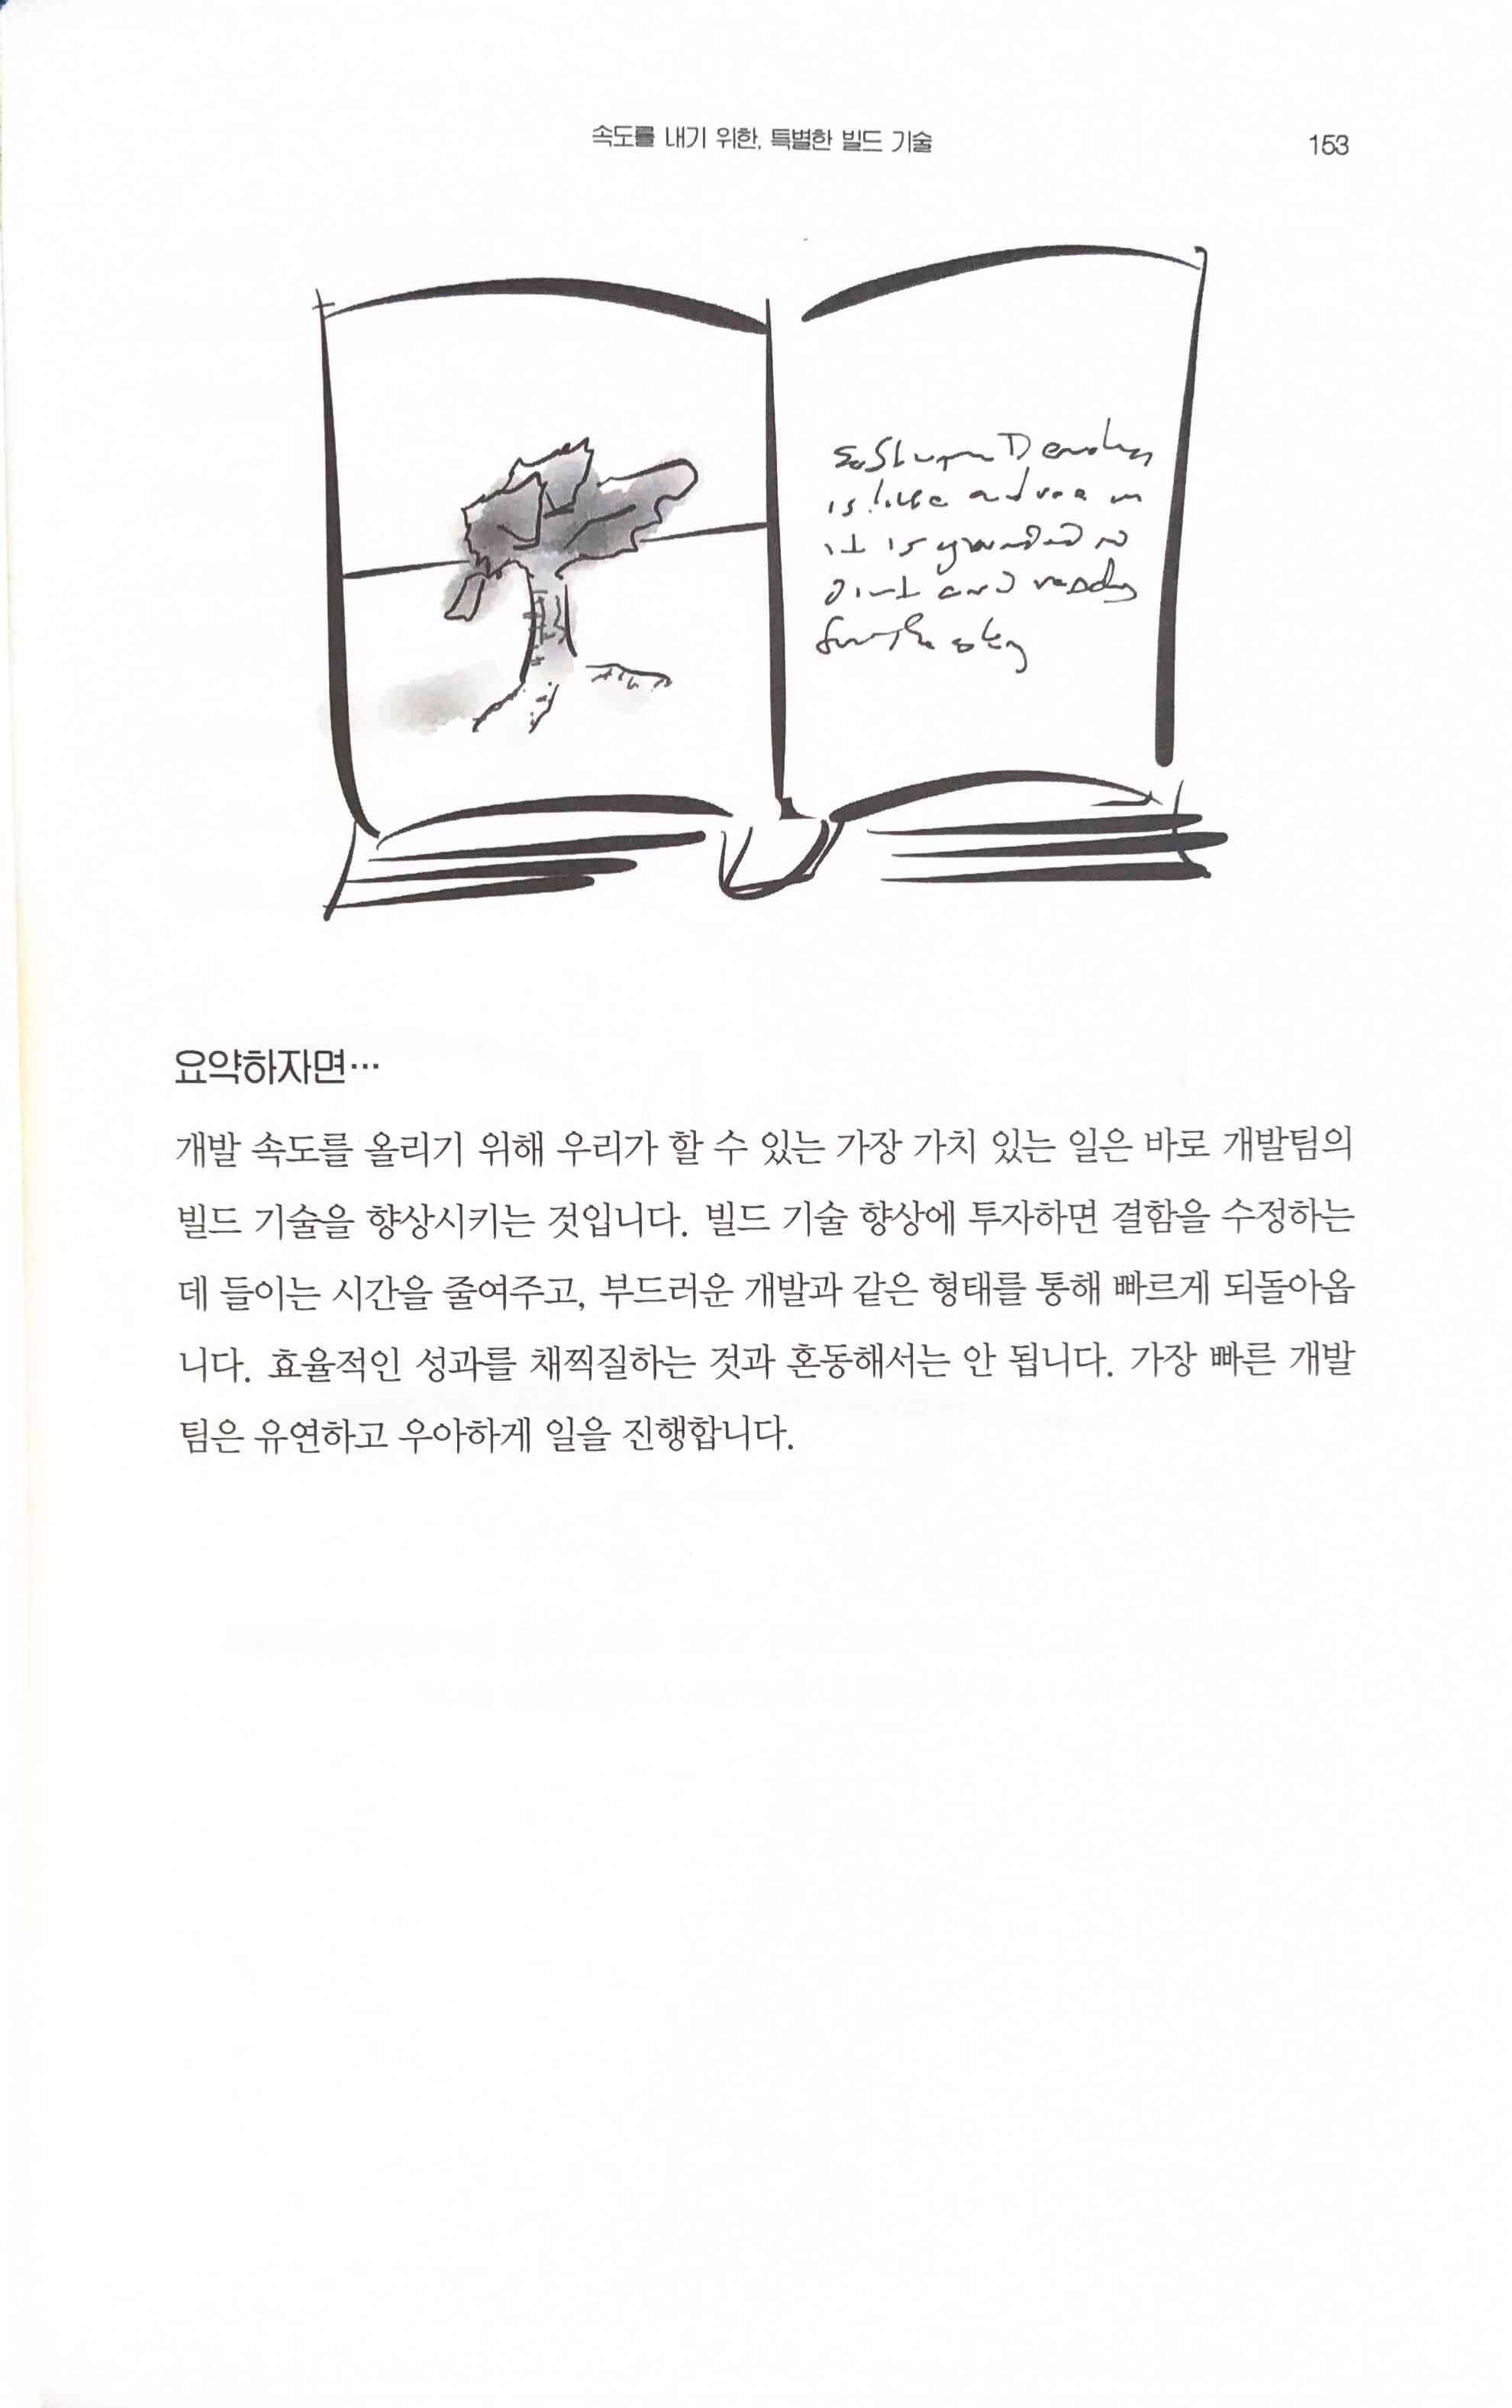 속도를 내기 위한, 특별한 빌드 기술
153
is like a
it is grounded
dirt and ready
for the sky
요약하자면…
개발 속도를 올리기 위해 우리가 할 수 있는 가장 가치 있는 일은 바로 개발팀의
빌드 기술을 향상시키는 것입니다. 빌드 기술 향상에 투자하면 결함을 수정하는
데 들이는 시간을 줄여주고, 부드러운 개발과 같은 형태를 통해 빠르게 되돌아옵
니다. 효율적인 성과를 채찍질하는 것과 혼동해서는 안 됩니다. 가장 빠른 개발
팀은 유연하고 우아하게 일을 진행합니다.